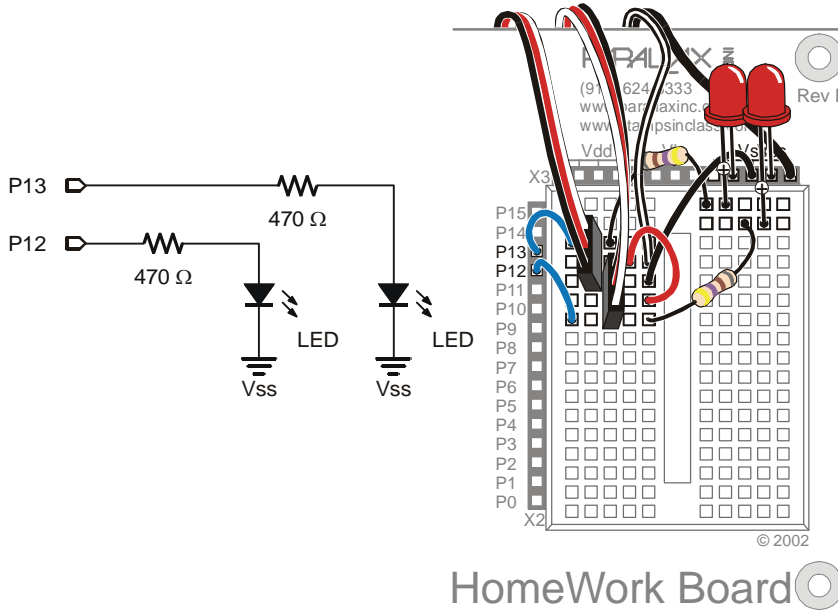 P13
470 Ω
P12
470 Ω
LED
LED
Vss
Vss
Rev
Vdd
X3
P15
P14
P13
P12
P11
P10
P9
P8
P7
P6
P5
P4
P3
P2
P1
P0
X2
© 2002
HomeWork Board